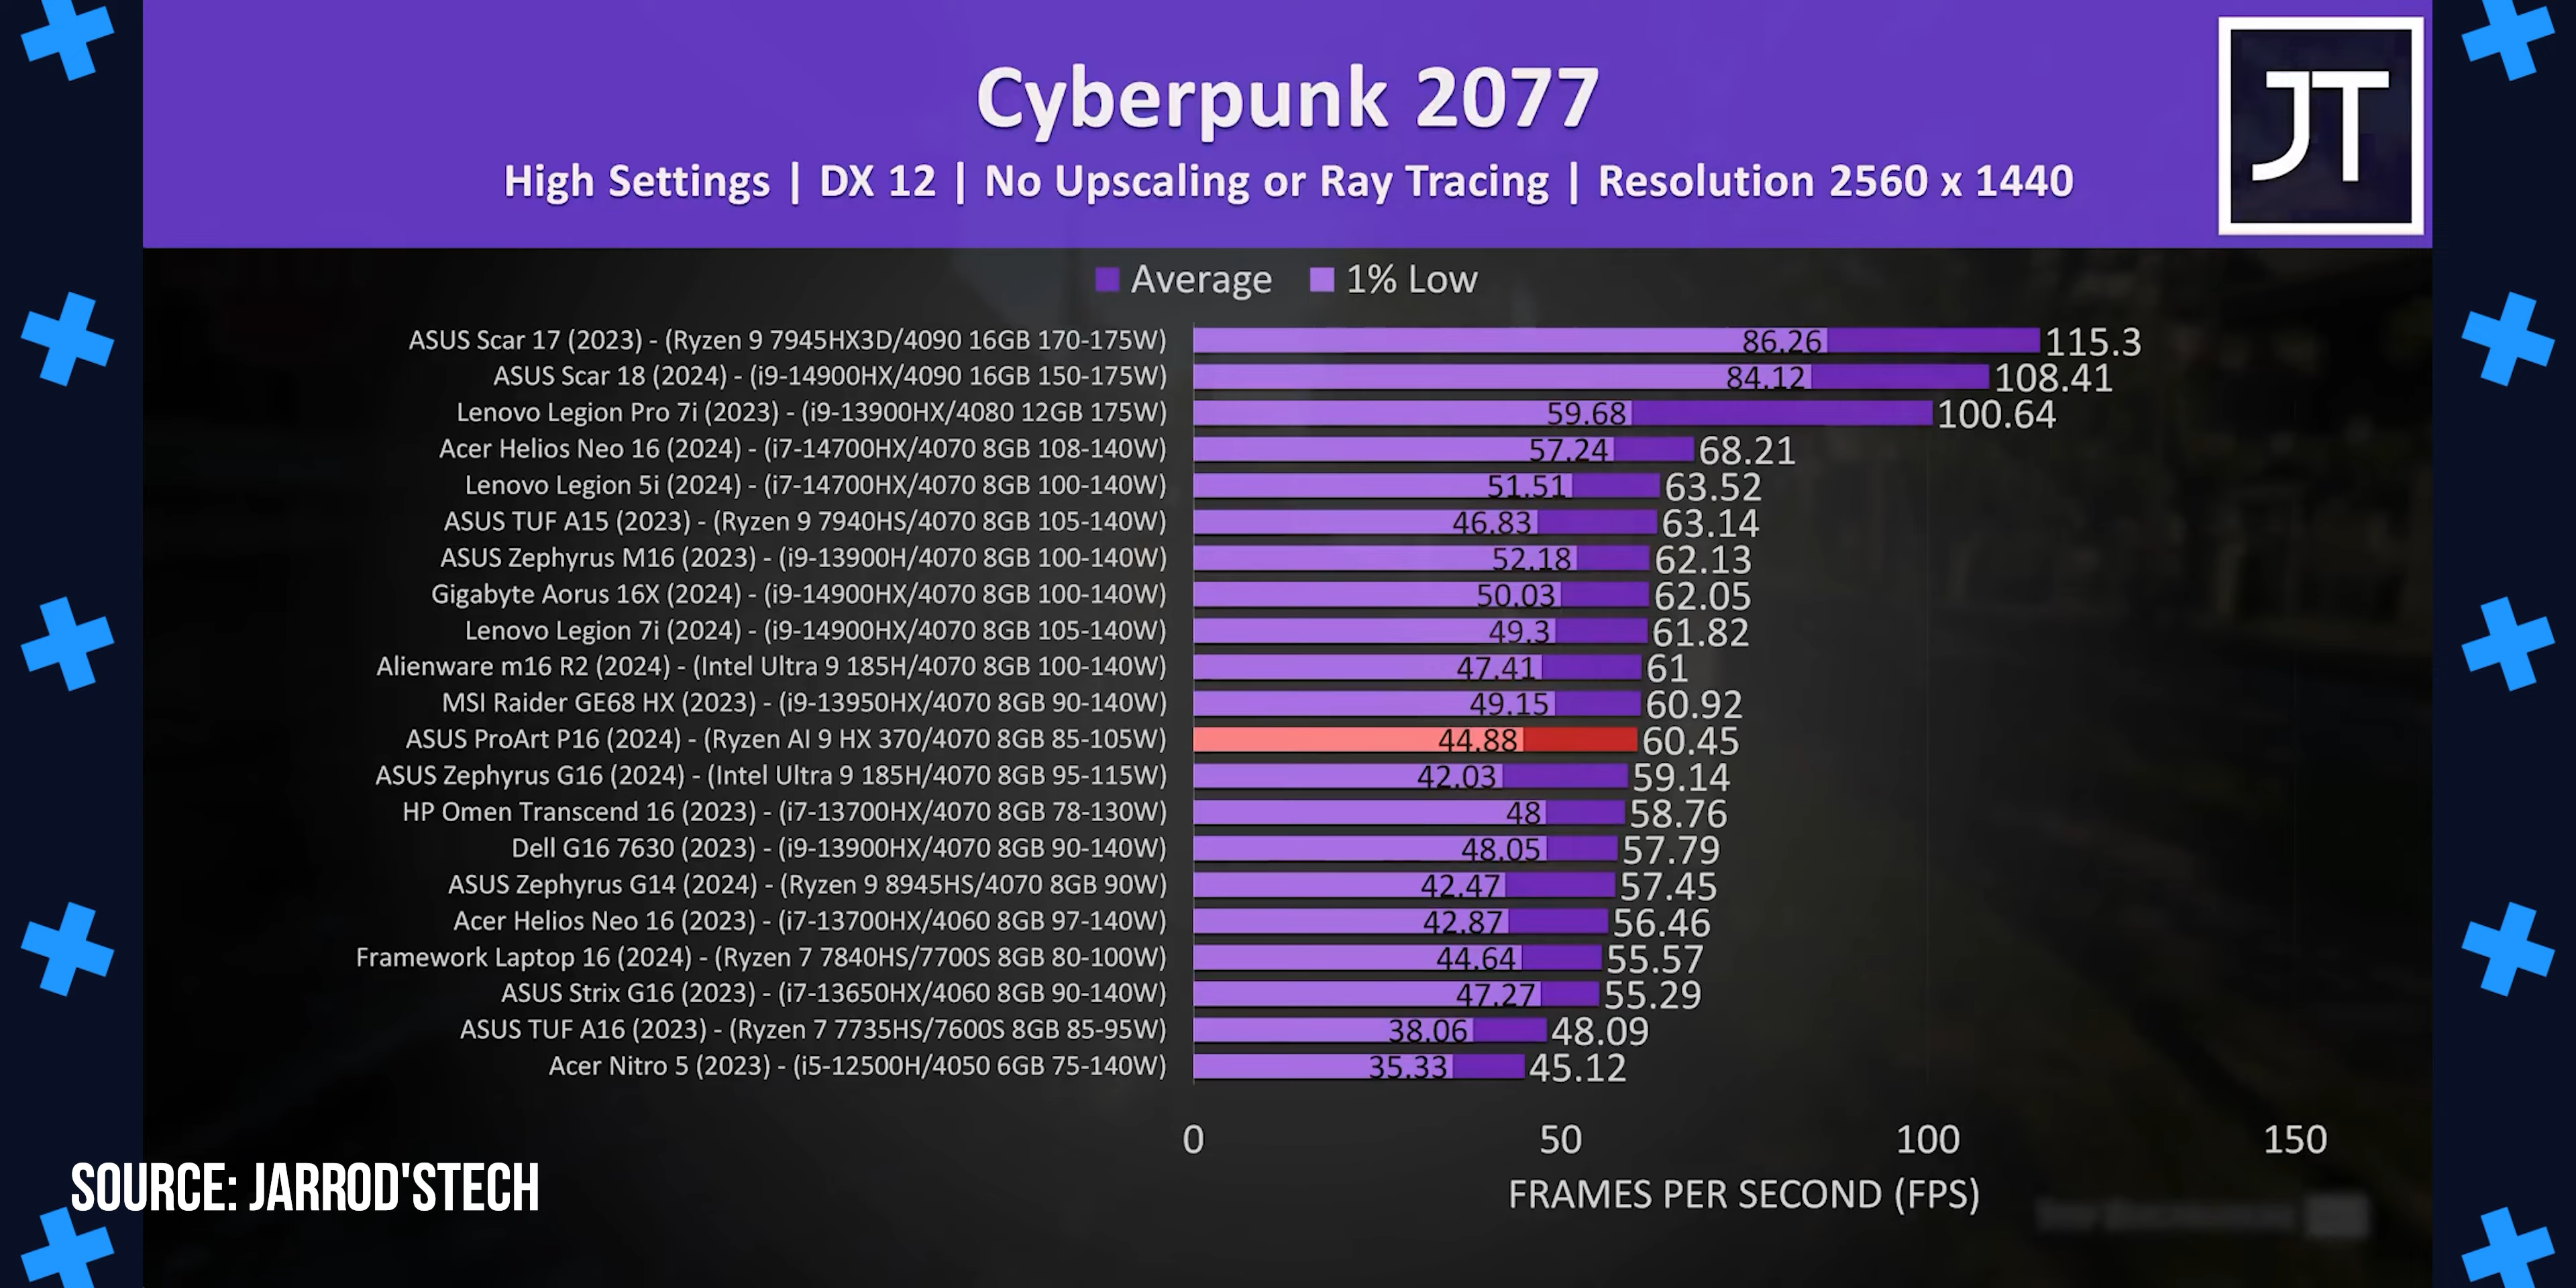 Cyberpunk 2077
JT
High Settings | DX 12 | No Upscaling or Ray Tracing | Resolution 2560 x 1440
Average 1% Low
ASUS Scar 17 (2023) - (Ryzen 9 7945HX3D/4090 16GB 170-175W) 86.26 115.3
ASUS Scar 18 (2024) - (i9-14900HX/4090 16GB 150-175W) 84.12 108.41
Lenovo Legion Pro 7i (2023) - (i9-13900HX/4080 12GB 175W) 59.68 100.64
Acer Helios Neo 16 (2024) - (i7-14700HX/4070 8GB 108-140W) 57.24 68.21
Lenovo Legion 5i (2024) - (i7-14700HX/4070 8GB 100-140W) 51.51 63.52
ASUS TUF A15 (2023) - (Ryzen 9 7940HS/4070 8GB 105-140W) 46.83 63.14
ASUS Zephyrus M16 (2023) - (i9-13900H/4070 8GB 100-140W) 52.18 62.13
Gigabyte Aorus 16X (2024) - (i9-14900HX/4070 8GB 100-140W) 50.03 62.05
Lenovo Legion 7i (2024) - (i9-14900HX/4070 8GB 105-140W) 49.3 61.82
Alienware m16 R2 (2024) - (Intel Ultra 9 185H/4070 8GB 100-140W) 47.41 61
MSI Raider GE68 HX (2023) - (i9-13950HX/4070 8GB 90-140W) 49.15 60.92
ASUS ProArt P16 (2024) - (Ryzen AI 9 HX 370/4070 8GB 85-105W) 44.88 60.45
ASUS Zephyrus G16 (2024) - (Intel Ultra 9 185H/4070 8GB 95-115W) 42.03 59.14
HP Omen Transcend 16 (2023) - (i7-13700HX/4070 8GB 78-130W) 48 58.76
Dell G16 7630 (2023) - (i9-13900HX/4070 8GB 90-140W) 48.05 57.79
ASUS Zephyrus G14 (2024) - (Ryzen 9 8945HS/4070 8GB 90W) 42.47 57.45
Acer Helios Neo 16 (2023) - (i7-13700HX/4060 8GB 97-140W) 42.87 56.46
Framework Laptop 16 (2024) - (Ryzen 7 7840HS/7700S 8GB 80-100W) 44.64 55.57
ASUS Strix G16 (2023) - (i7-13650HX/4060 8GB 90-140W) 47.27 55.29
ASUS TUF A16 (2023) - (Ryzen 7 7735HS/7600S 8GB 85-95W) 38.06 48.09
Acer Nitro 5 (2023) - (i5-12500H/4050 6GB 75-140W) 35.33 45.12
0 50 100 150
FRAMES PER SECOND (FPS)
SOURCE: JARROD'STECH